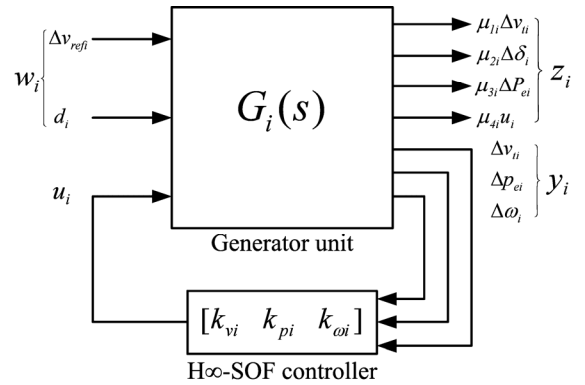 w_i
Δv_refi
d_i
u_i
G_i(s)
Generator unit
μ_1i Δv_ti
μ_2i Δδ_i
μ_3i ΔP_ei
μ_4i u_i
z_i
Δv_ti
Δp_ei
Δω_i
y_i
[k_vi k_pi k_ωi]
H∞-SOF controller